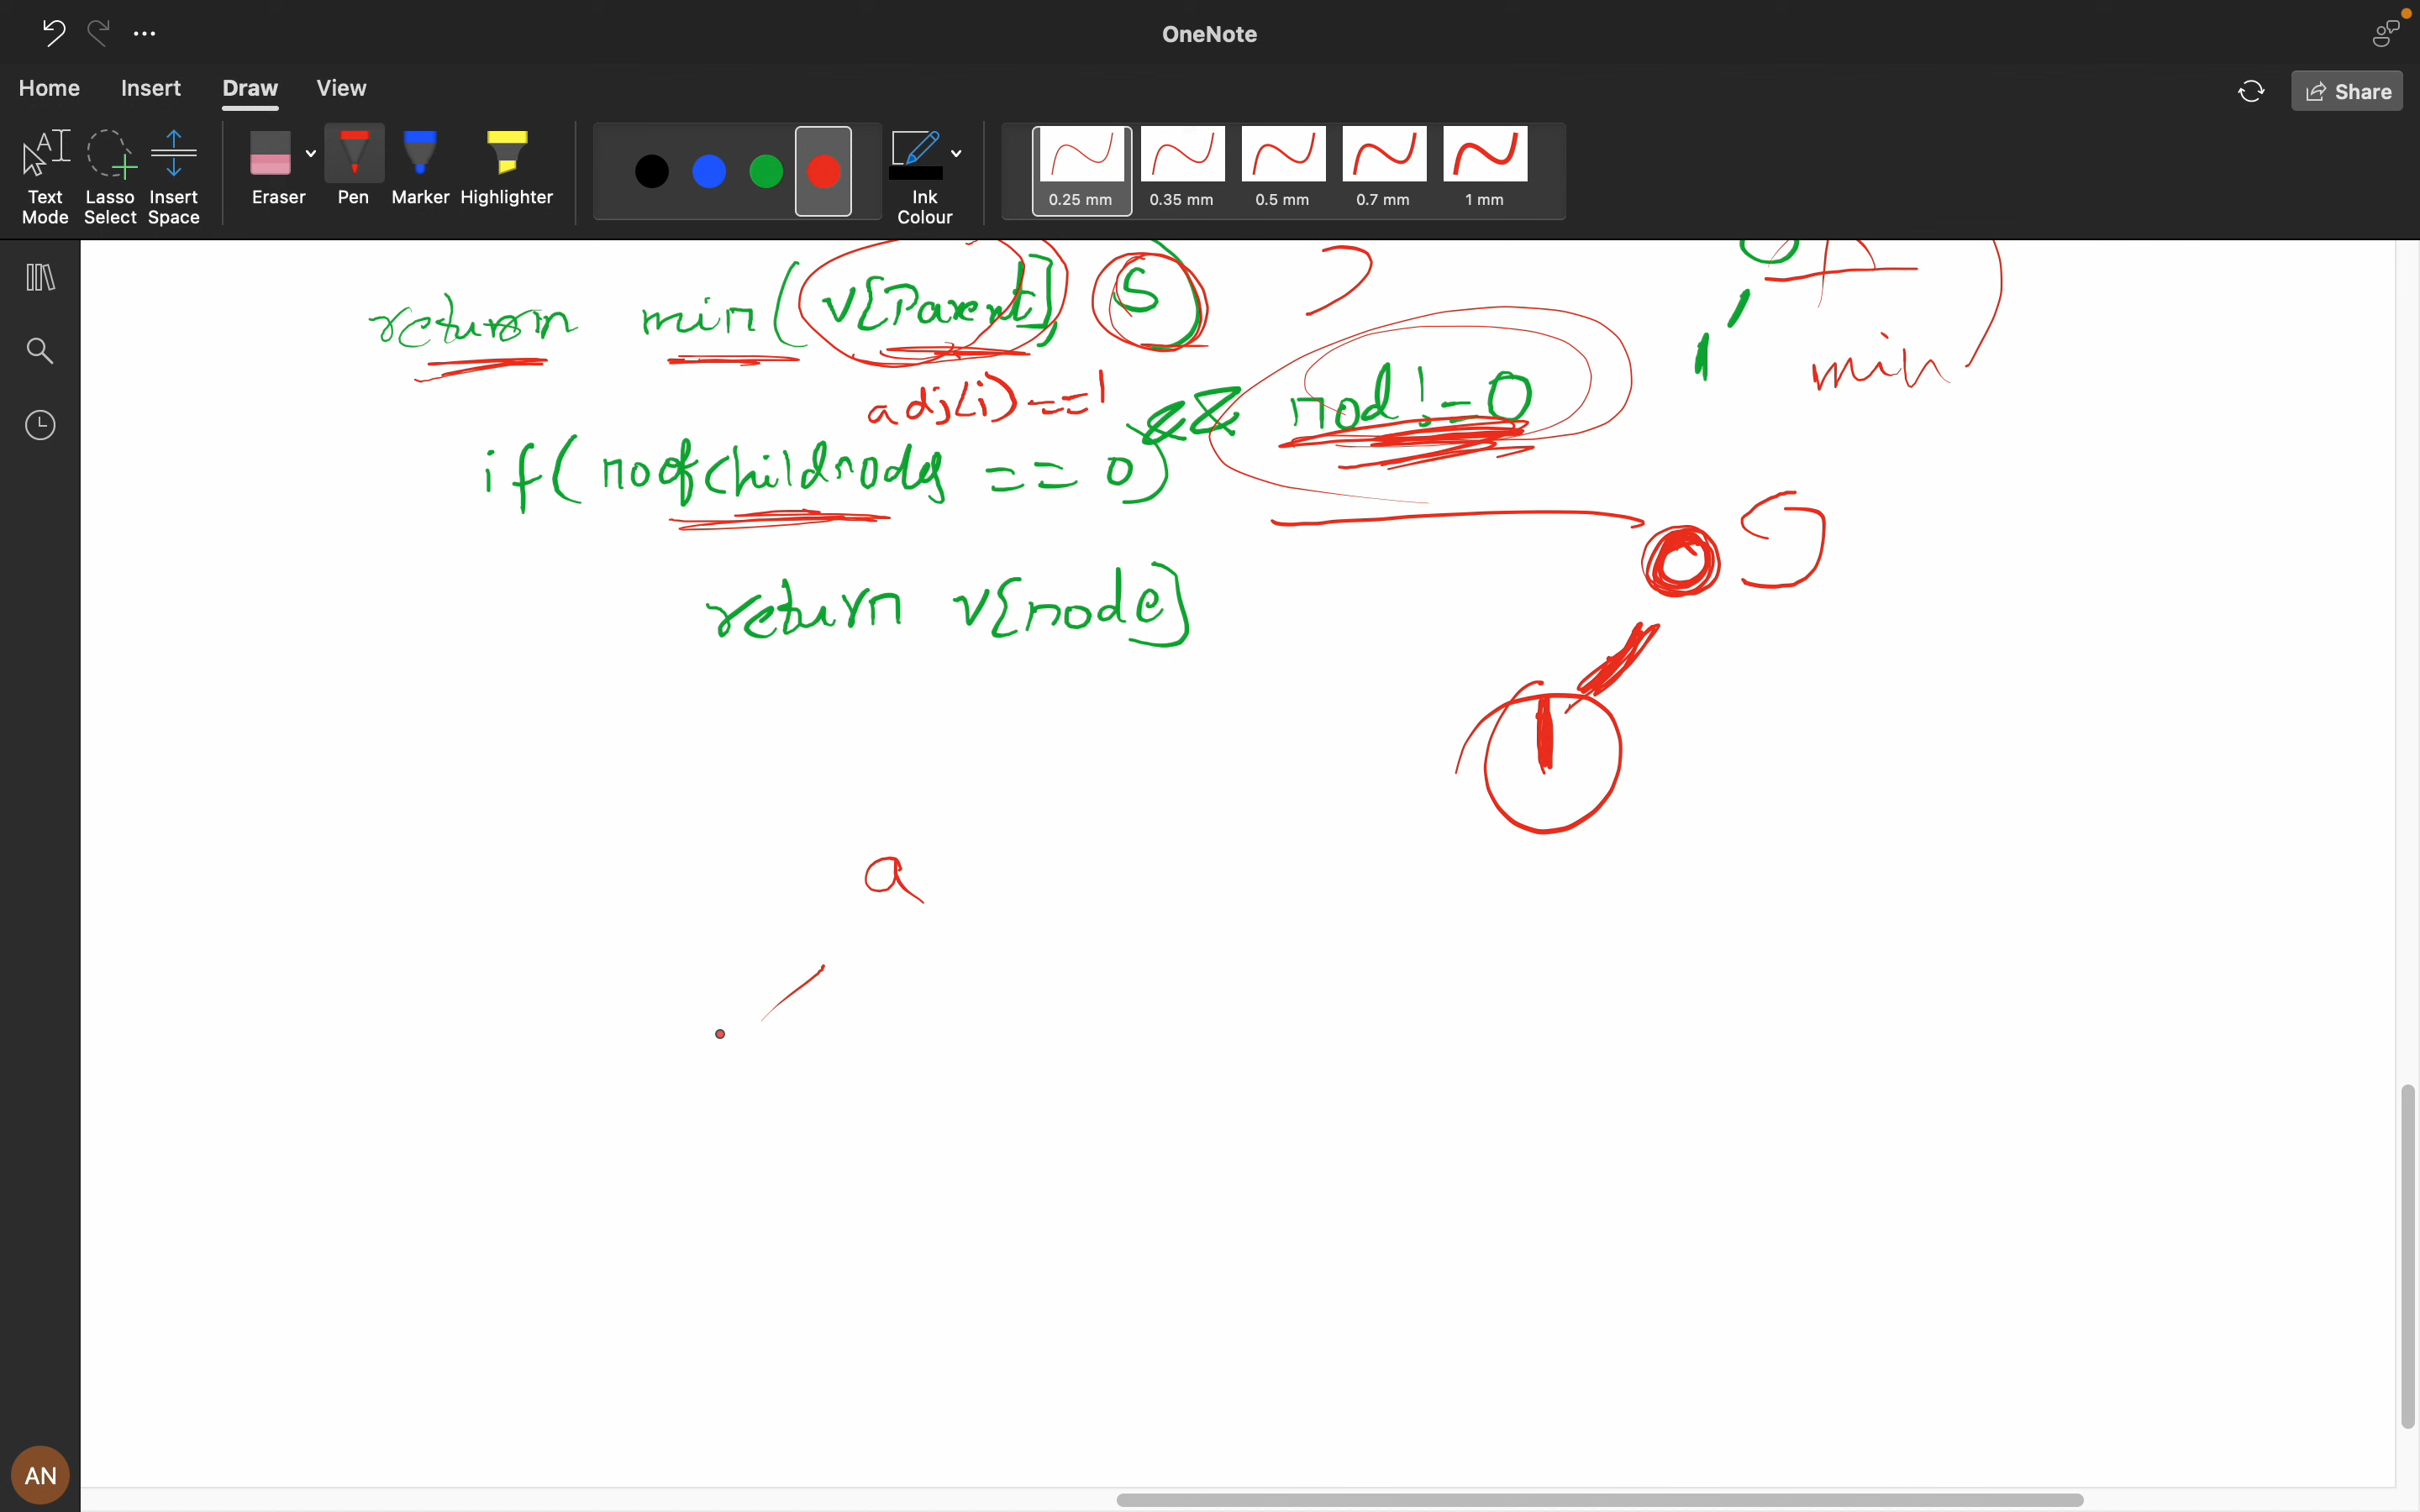 OneNote
Home Insert Draw View
Share
Text Mode
Lasso Select
Insert Space
Eraser
Pen
Marker
Highlighter
Ink Colour
0.25 mm
0.35 mm
0.5 mm
0.7 mm
1 mm
return min(v[Parent], S)
min
adj(i)==1
&& nod!=0
if( noofchildnodes == 0)
return v[node]
a
AN